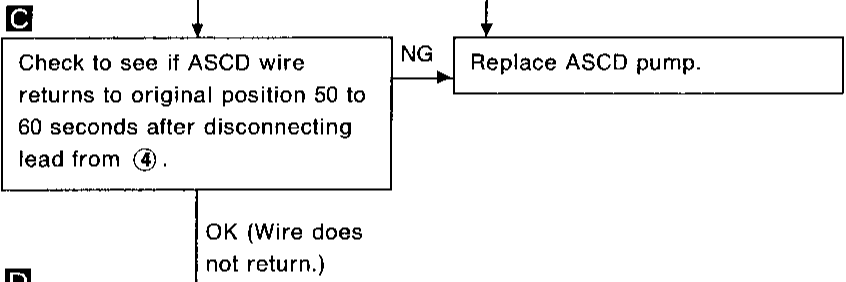 C
Check to see if ASCD wire
returns to original position 50 to
60 seconds after disconnecting
lead from ④.
NG
Replace ASCD pump.
OK (Wire does
not return.)
D